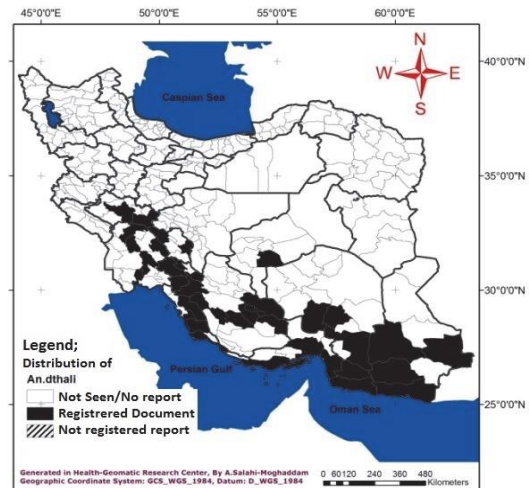 45°0'0"E 50°0'0"E 55°0'0"E 60°0'0"E
N
W E
S
40°0'0"N
Caspian Sea
35°0'0"N
30°0'0"N
Legend;
Distribution of
An.dthali
Not Seen/No report
Registrered Document
Not registered report
Persian Gulf
Oman Sea
25°0'0"N
Generated in Health-Geomatic Research Center, By A.Salahi-Moghaddam
Geographic Coordinate System: GCS_WGS_1984, Datum: D_WGS_1984
0 60 120 240 360 480
Kilometers